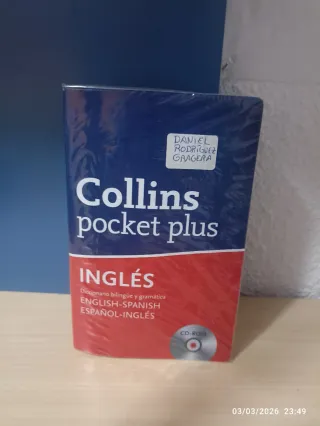 DANIEL
RODRÍGUEZ
GRAGERA
Collins
pocket plus
INGLÉS
Diccionario bilingüe y gramática
ENGLISH-SPANISH
ESPAÑOL-INGLÉS
CD-ROM
03/03/2026 23:49